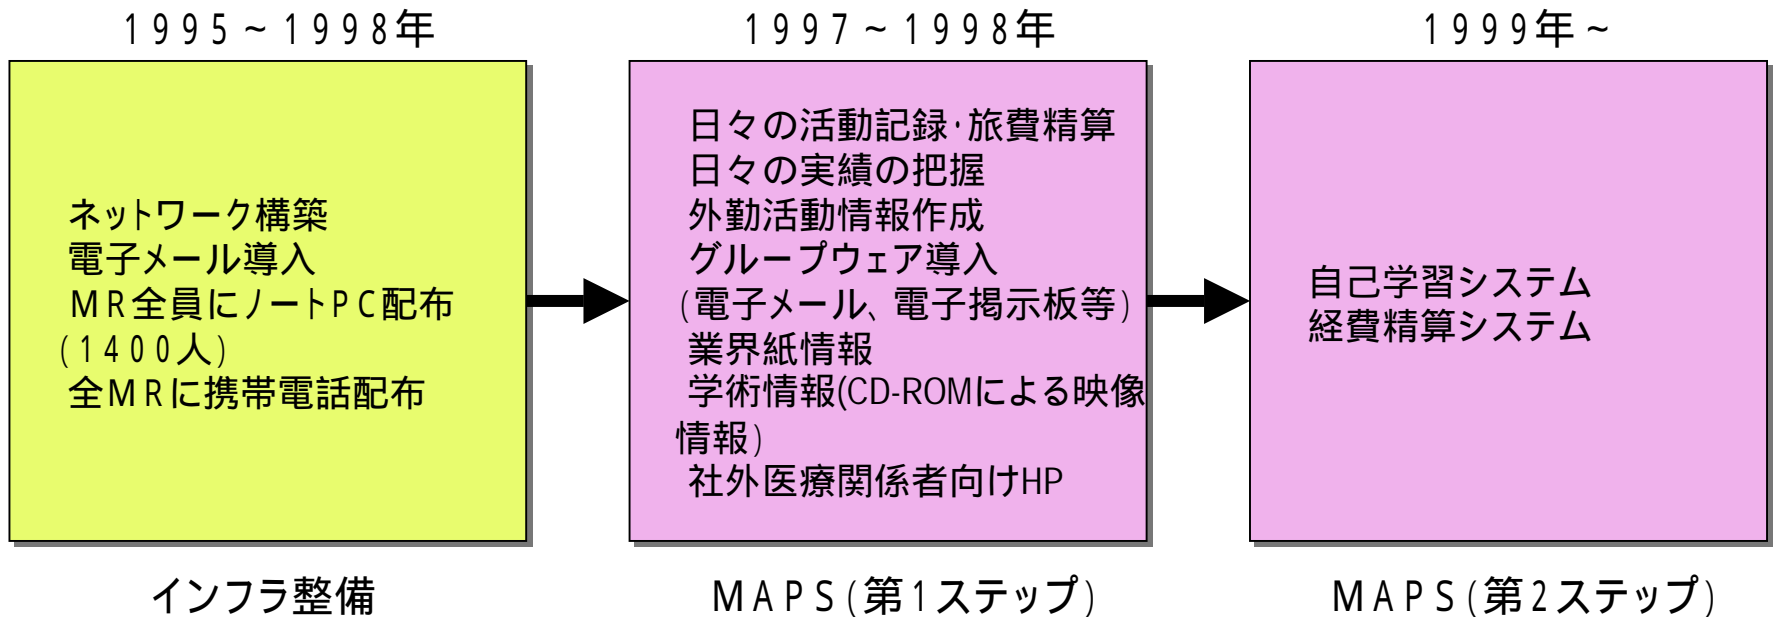 1995~1998年
ネットワーク構築
電子メール導入
MR全員にノートPC配布
(1400人)
全MRに携帯電話配布
インフラ整備
1997~1998年
日々の活動記録・旅費精算
日々の実績の把握
外勤活動情報作成
グループウェア導入
(電子メール、電子掲示板等)
業界紙情報
学術情報(CD-ROMによる映像
情報)
社外医療関係者向けHP
MAPS(第1ステップ)
1999年~
自己学習システム
経費精算システム
MAPS(第2ステップ)